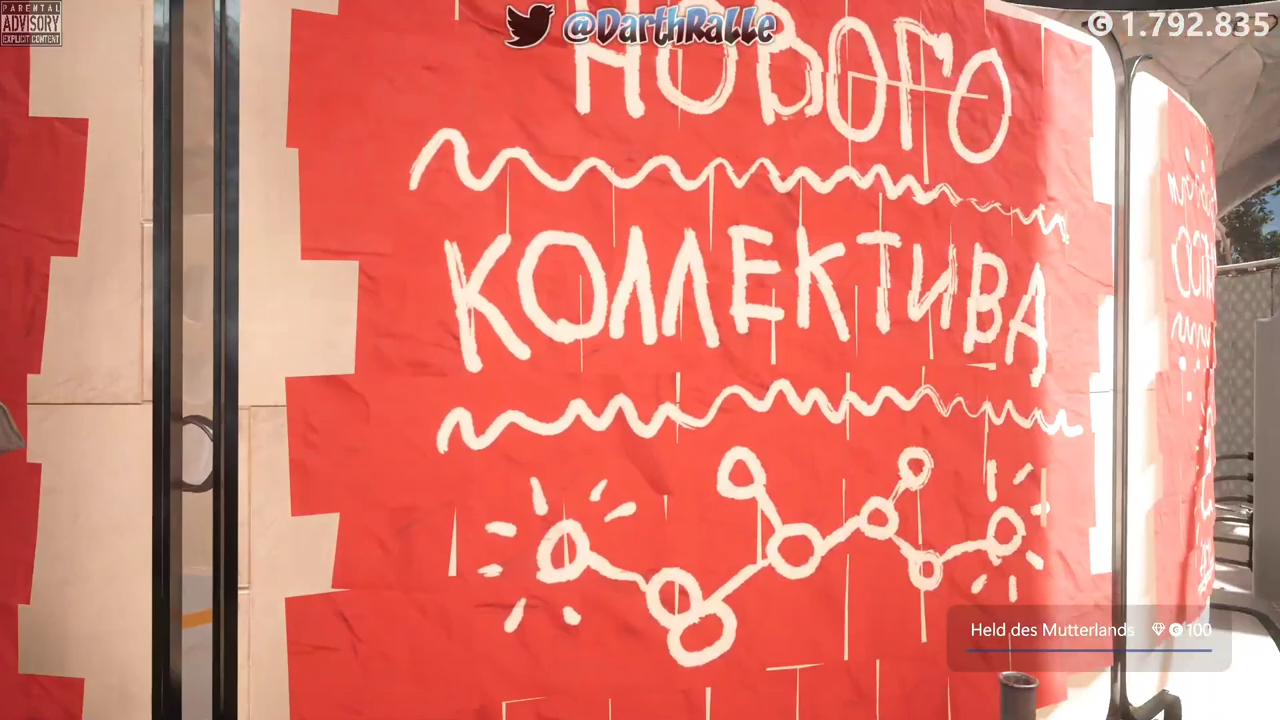 PARENTAL
ADVISORY
EXPLICIT CONTENT
@DarthRalle
G 1.792.835
НОВОГО
КОЛЛЕКТИВА
Held des Mutterlands G 100